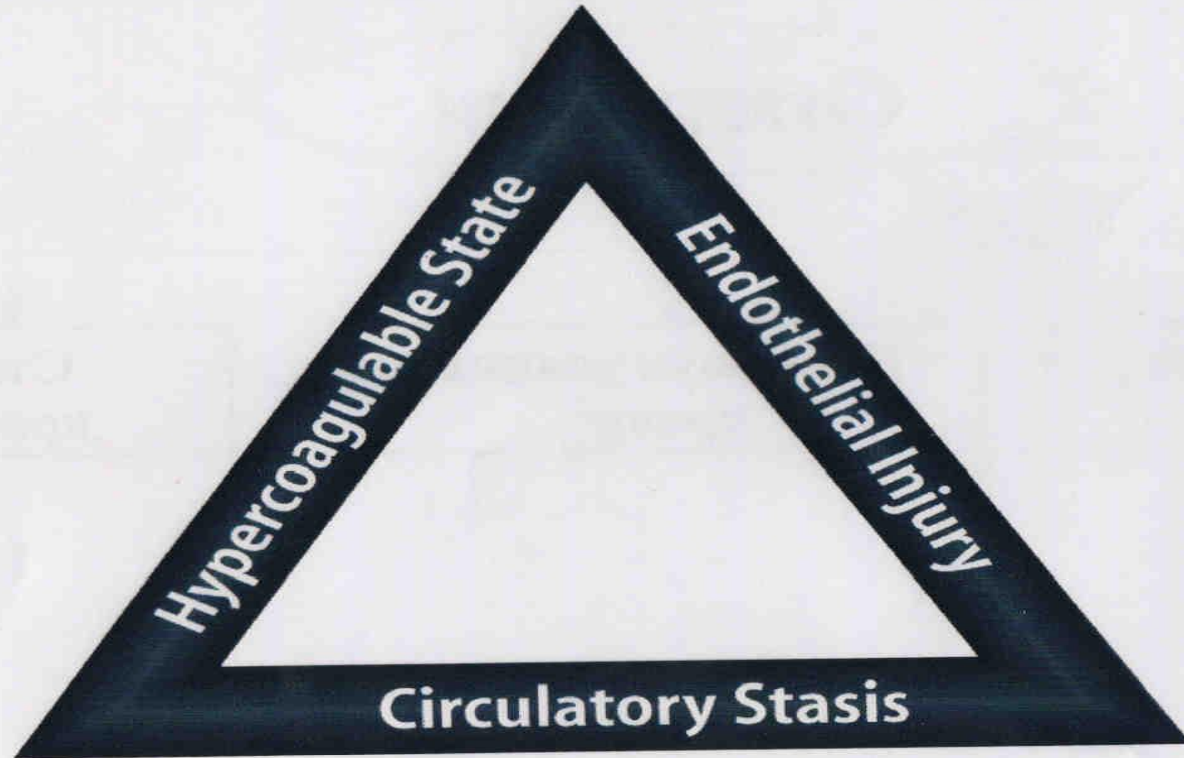 Hypercoagulable State
Endothelial Injury
Circulatory Stasis